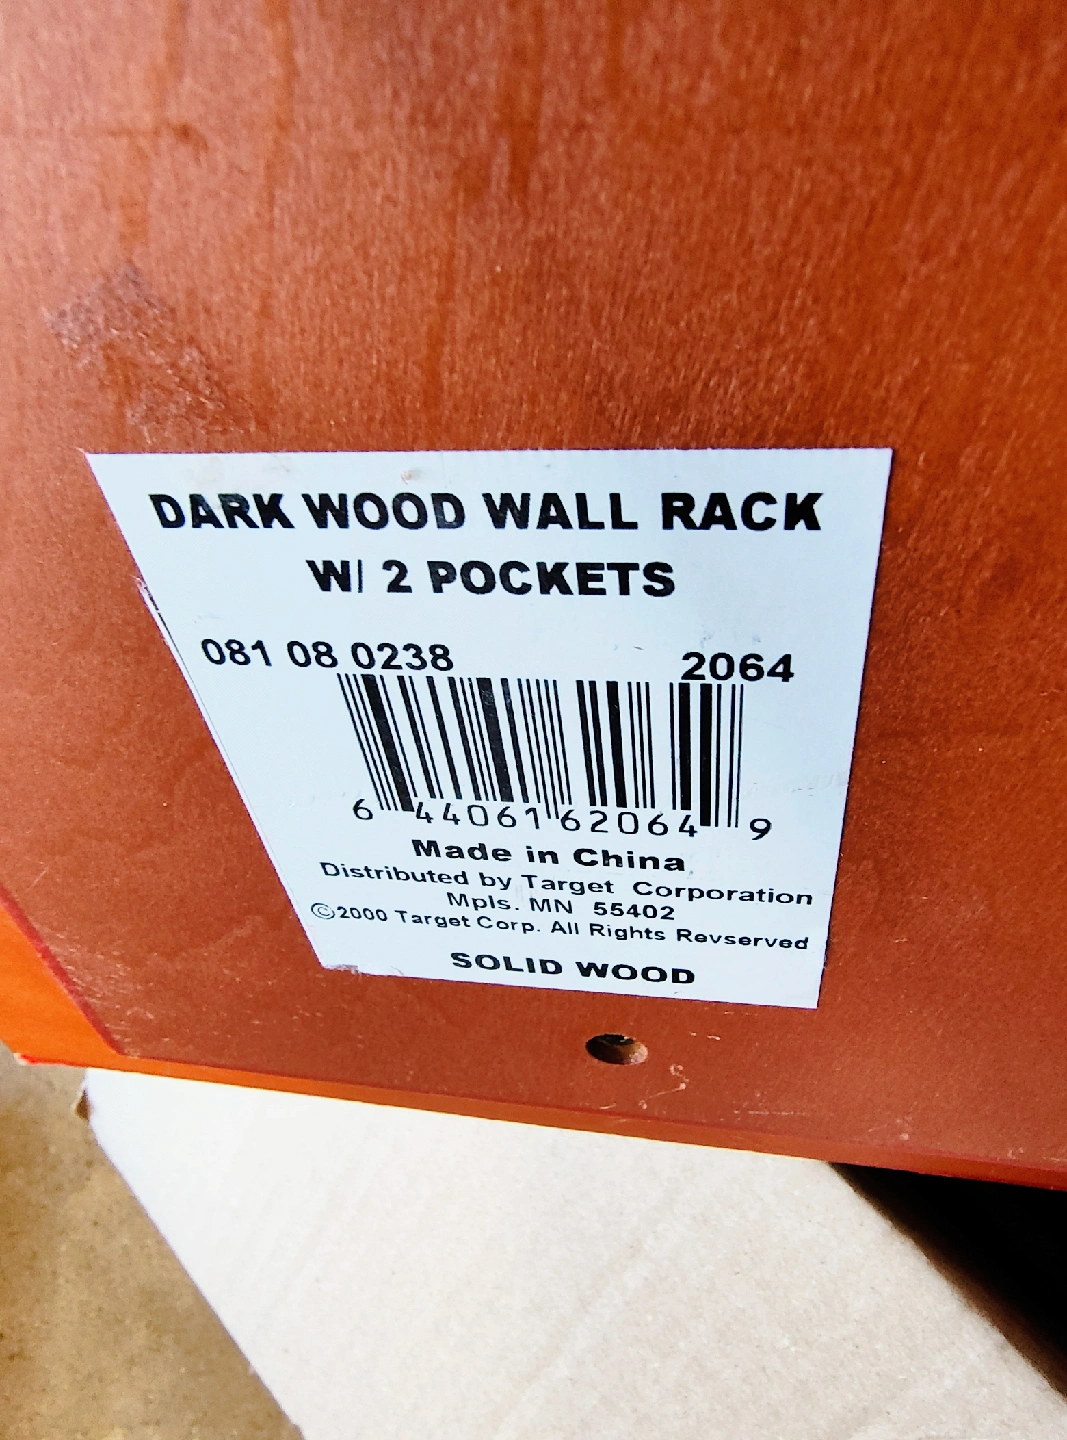 DARK WOOD WALL RACK
W/ 2 POCKETS
081 08 0238 2064
6 44061 62064 9
Made in China
Distributed by Target Corporation
Mpls. MN 55402
©2000 Target Corp. All Rights Revserved
SOLID WOOD